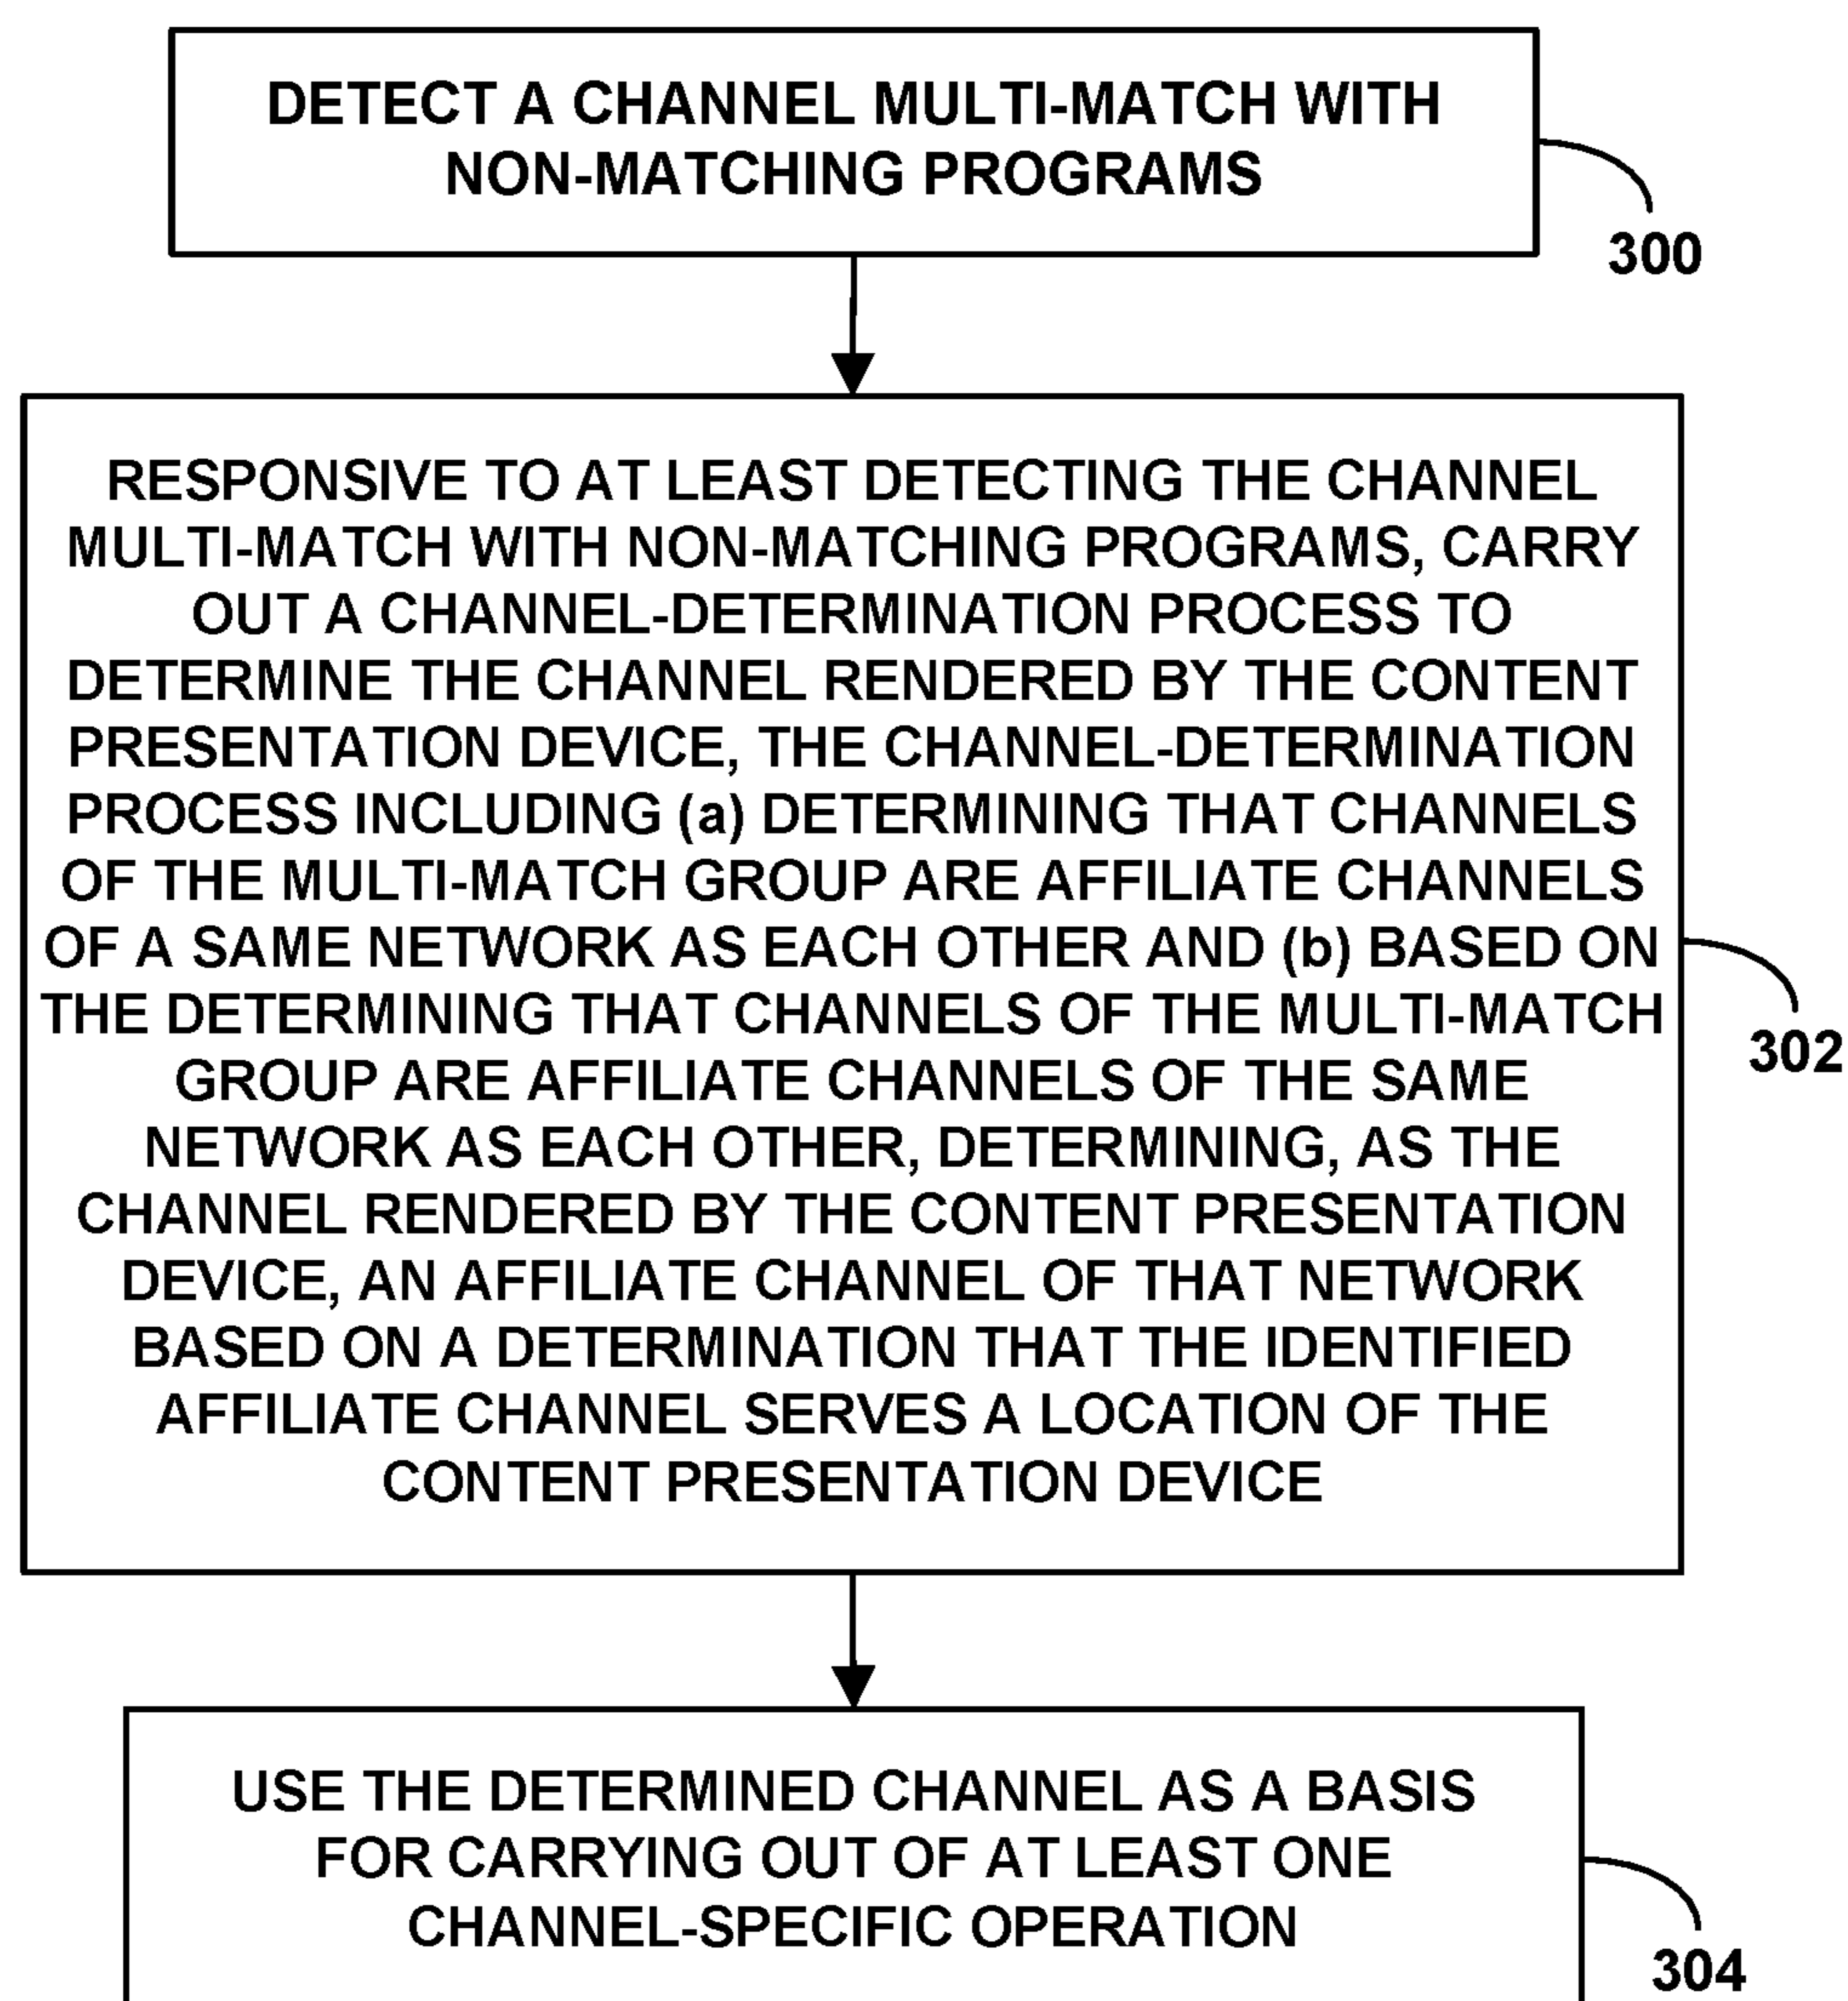 DETECT A CHANNEL MULTI-MATCH WITH
NON-MATCHING PROGRAMS
300
RESPONSIVE TO AT LEAST DETECTING THE CHANNEL
MULTI-MATCH WITH NON-MATCHING PROGRAMS, CARRY
OUT A CHANNEL-DETERMINATION PROCESS TO
DETERMINE THE CHANNEL RENDERED BY THE CONTENT
PRESENTATION DEVICE, THE CHANNEL-DETERMINATION
PROCESS INCLUDING (a) DETERMINING THAT CHANNELS
OF THE MULTI-MATCH GROUP ARE AFFILIATE CHANNELS
OF A SAME NETWORK AS EACH OTHER AND (b) BASED ON
THE DETERMINING THAT CHANNELS OF THE MULTI-MATCH
GROUP ARE AFFILIATE CHANNELS OF THE SAME
NETWORK AS EACH OTHER, DETERMINING, AS THE
CHANNEL RENDERED BY THE CONTENT PRESENTATION
DEVICE, AN AFFILIATE CHANNEL OF THAT NETWORK
BASED ON A DETERMINATION THAT THE IDENTIFIED
AFFILIATE CHANNEL SERVES A LOCATION OF THE
CONTENT PRESENTATION DEVICE
302
USE THE DETERMINED CHANNEL AS A BASIS
FOR CARRYING OUT OF AT LEAST ONE
CHANNEL-SPECIFIC OPERATION
304